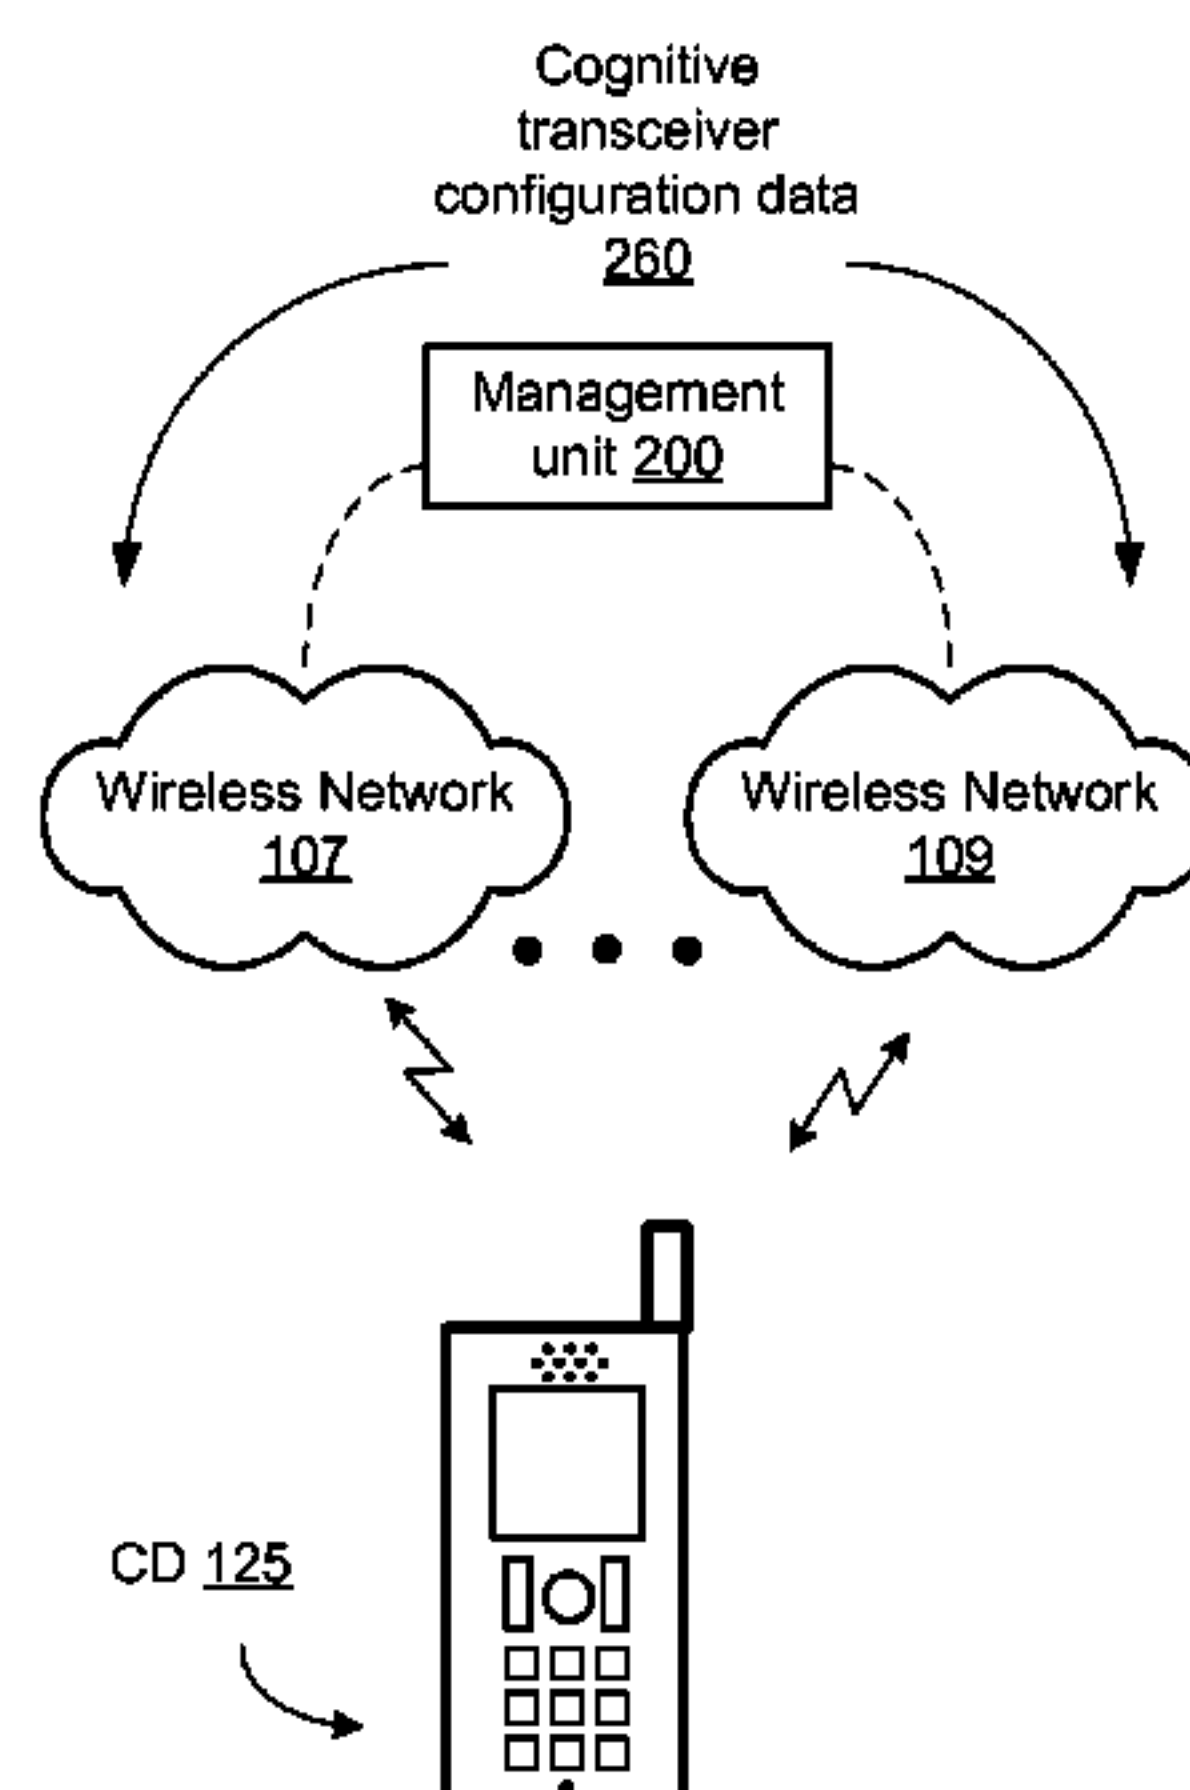 Cognitive
transceiver
configuration data
260
Management
unit 200
Wireless Network
107
Wireless Network
109
CD 125